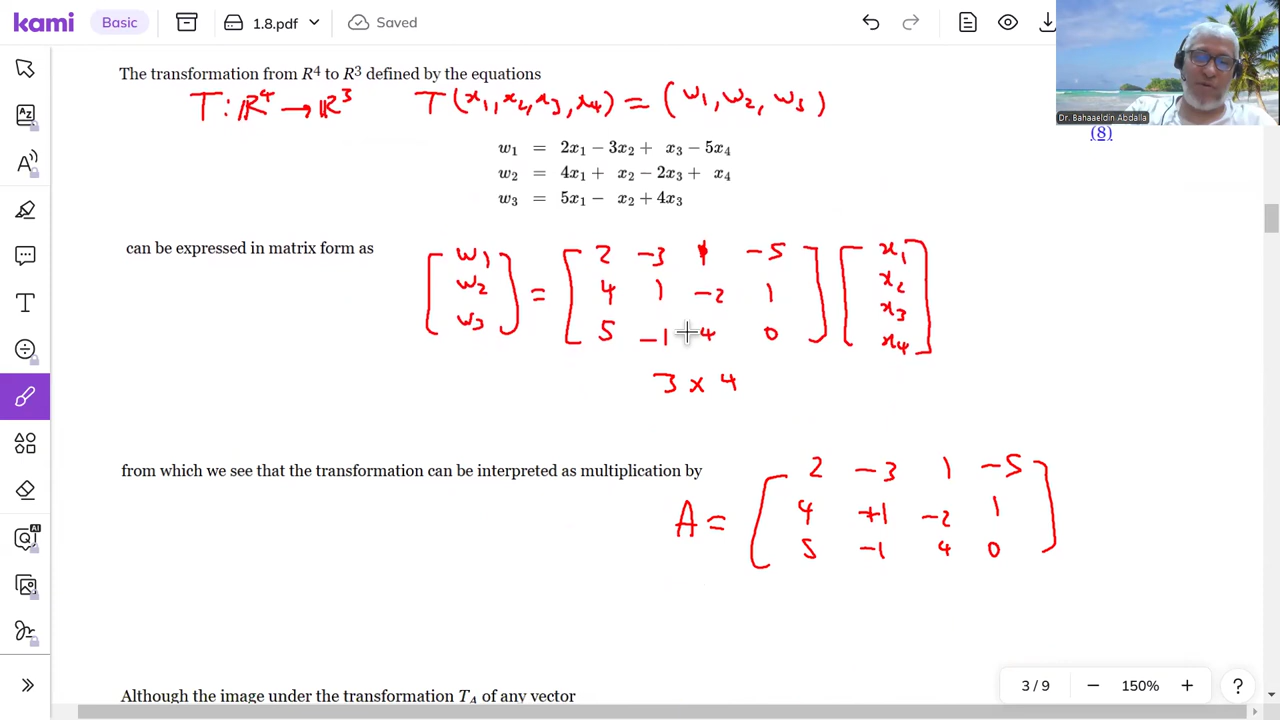 kami Basic 1.8.pdf Saved
Dr. Bahaaeldin Abdalla
The transformation from R⁴ to R³ defined by the equations
T: ℝ⁴ → ℝ³ T(x₁, x₂, x₃, x₄) = (w₁, w₂, w₃)
(8)
w₁ = 2x₁ − 3x₂ + x₃ − 5x₄
w₂ = 4x₁ + x₂ − 2x₃ + x₄
w₃ = 5x₁ − x₂ + 4x₃
can be expressed in matrix form as
[w₁] = [2 −3 1 −5] [x₁]
[w₂] [4 1 −2 1] [x₂]
[w₃] [5 −1 4 0] [x₃]
[x₄]
3 × 4
from which we see that the transformation can be interpreted as multiplication by
A = [2 −3 1 −5]
[4 +1 −2 1]
[5 −1 4 0]
3 / 9 − 150% + ?
Although the image under the transformation T_A of any vector